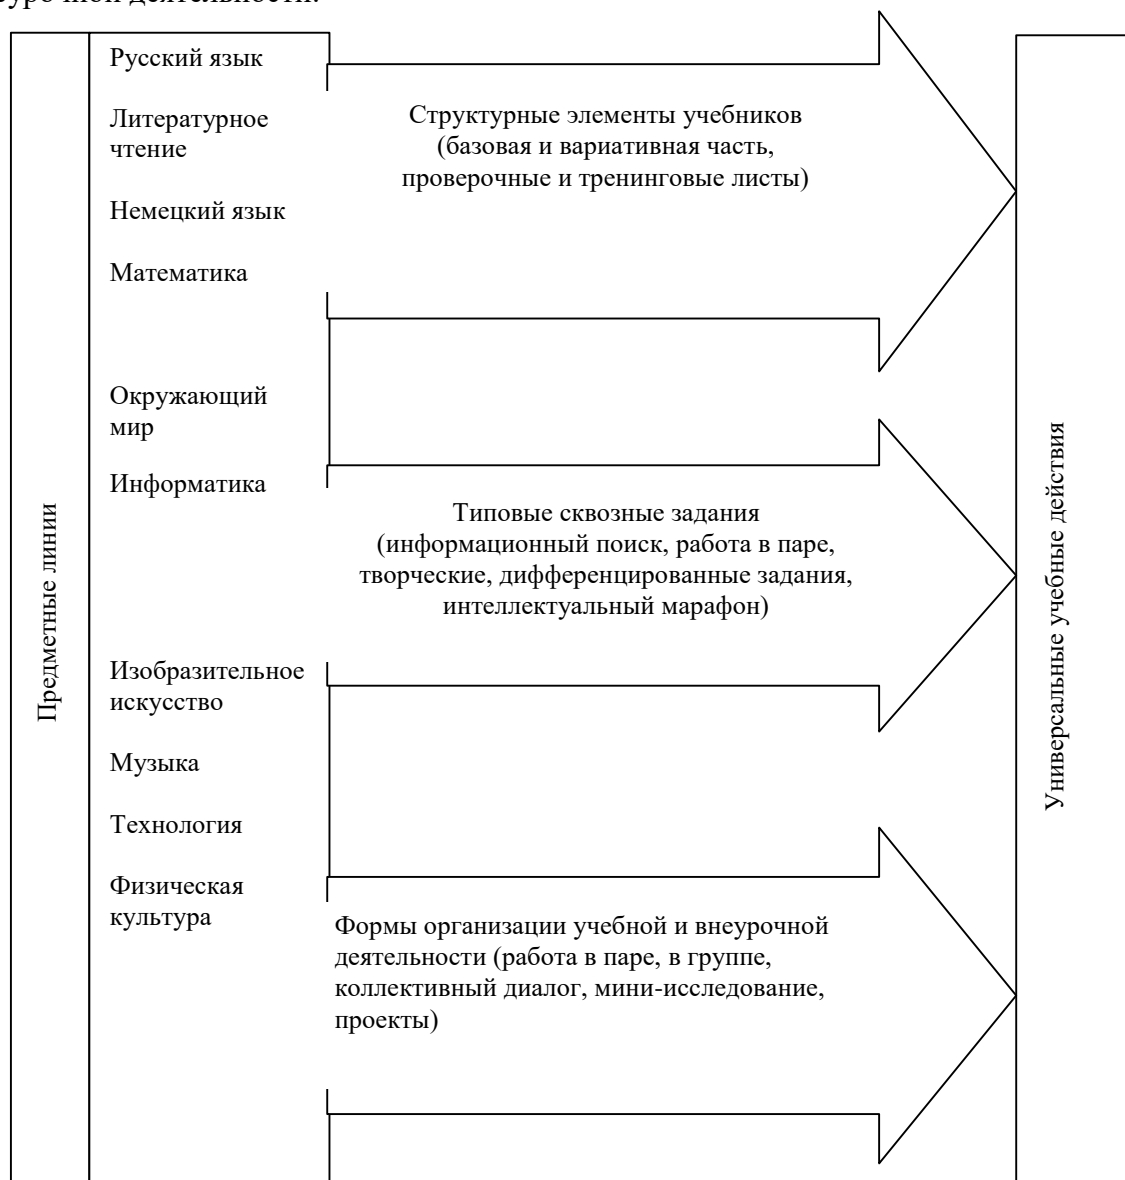 Предметные линии
Русский язык
Литературное
чтение
Немецкий язык
Математика
Окружающий
мир
Информатика
Изобразительное
искусство
Музыка
Технология
Физическая
культура
Структурные элементы учебников
(базовая и вариативная часть,
проверочные и тренинговые листы)
Типовые сквозные задания
(информационный поиск, работа в паре,
творческие, дифференцированные задания,
интеллектуальный марафон)
Формы организации учебной и внеурочной
деятельности (работа в паре, в группе,
коллективный диалог, мини-исследование,
проекты)
Универсальные учебные действия